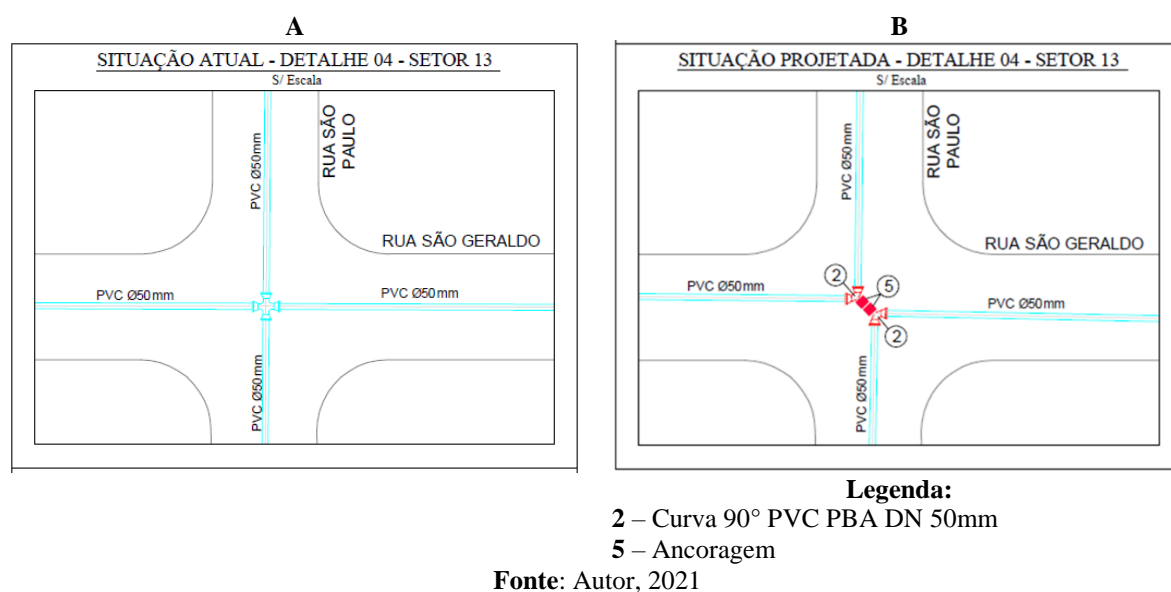 A
SITUAÇÃO ATUAL - DETALHE 04 - SETOR 13
S/ Escala
RUA SÃO
PAULO
PVC Ø50mm
RUA SÃO GERALDO
PVC Ø50mm
PVC Ø50mm
PVC Ø50mm
B
SITUAÇÃO PROJETADA - DETALHE 04 - SETOR 13
S/ Escala
RUA SÃO
PAULO
PVC Ø50mm
RUA SÃO GERALDO
2
5
PVC Ø50mm
PVC Ø50mm
2
PVC Ø50mm
Legenda:
2 – Curva 90° PVC PBA DN 50mm
5 – Ancoragem
Fonte: Autor, 2021